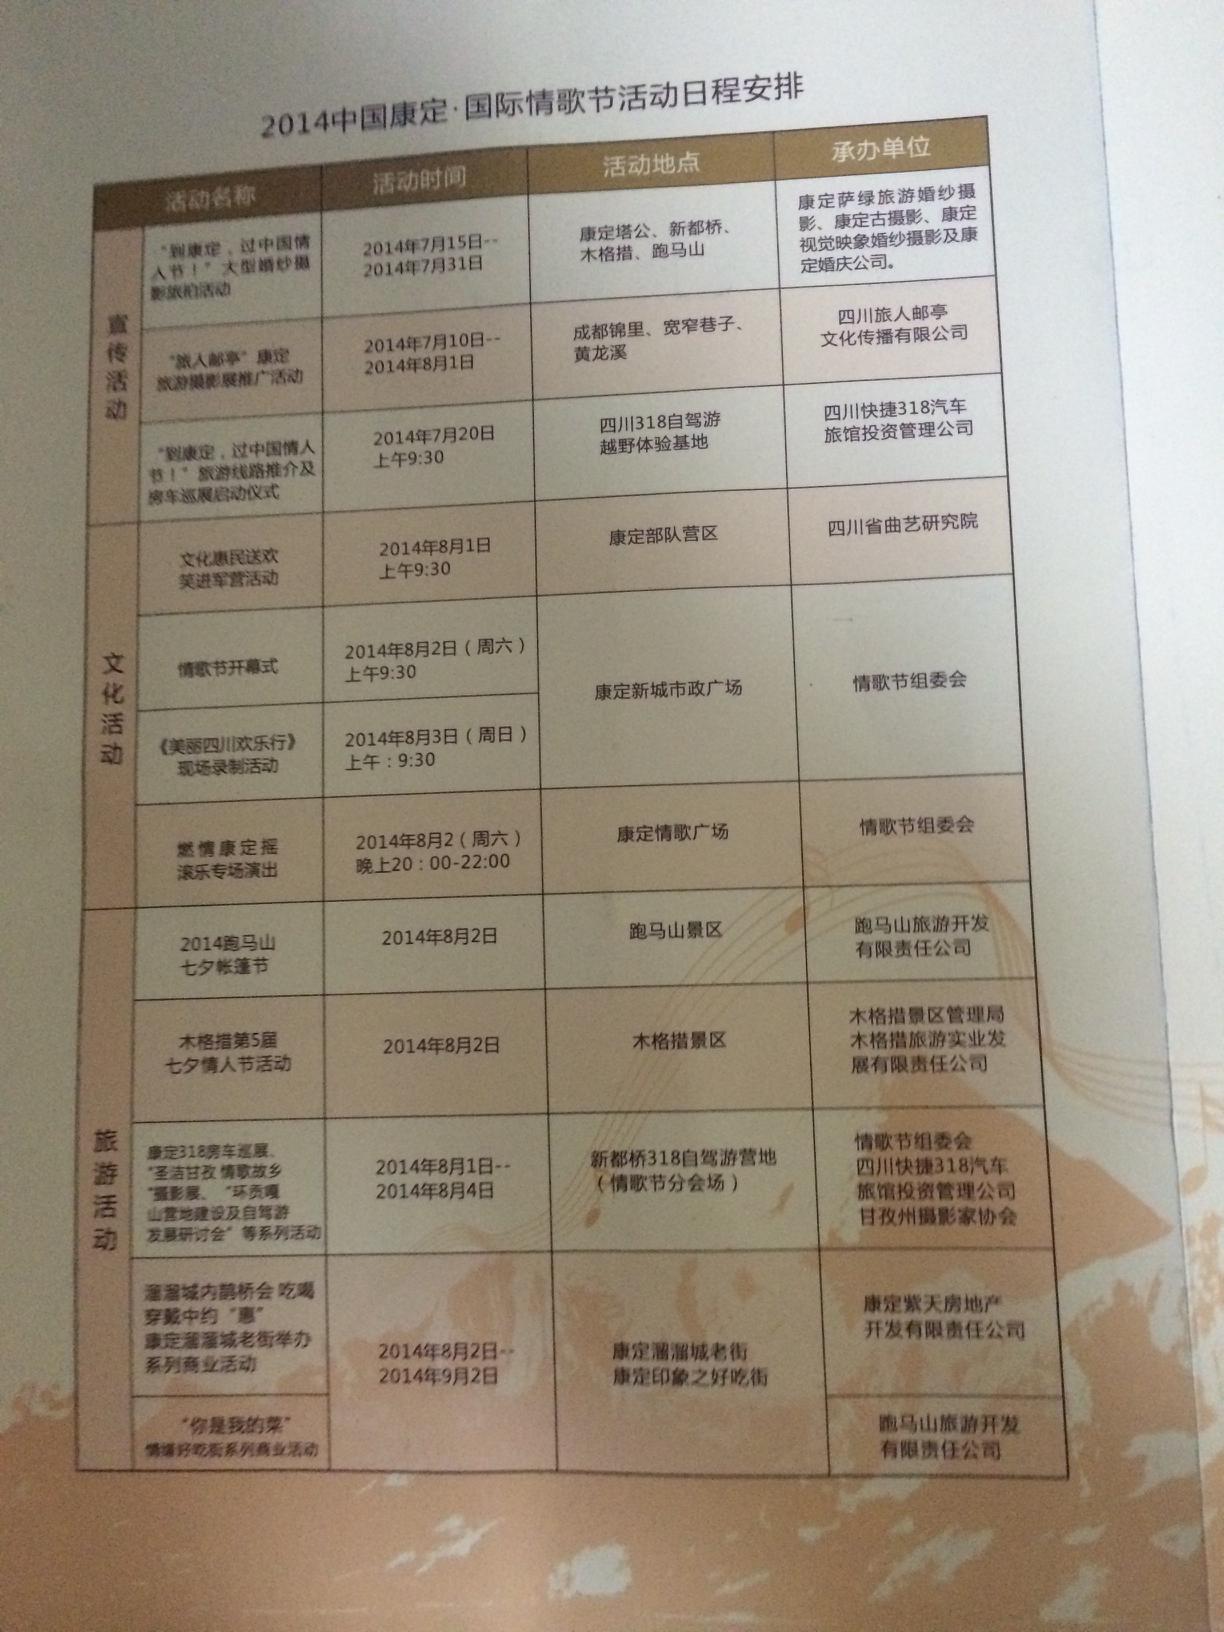 2014中国康定·国际情歌节活动日程安排
活动名称
活动时间
活动地点
承办单位
宣传活动
“到康定，过中国情
人节！”大型婚纱摄
影旅拍活动
2014年7月15日--
2014年7月31日
康定塔公、新都桥、
木格措、跑马山
康定萨绿旅游婚纱摄
影、康定古摄影、康定
视觉映象婚纱摄影及康
定婚庆公司。
“旅人邮亭”康定
旅游摄影展推广活动
2014年7月10日--
2014年8月1日
成都锦里、宽窄巷子、
黄龙溪
四川旅人邮亭
文化传播有限公司
“到康定，过中国情人
节！”旅游线路推介及
房车巡展启动仪式
2014年7月20日
上午9:30
四川318自驾游
越野体验基地
四川快捷318汽车
旅馆投资管理公司
文化活动
文化惠民送欢
笑进军营活动
2014年8月1日
上午9:30
康定部队营区
四川省曲艺研究院
情歌节开幕式
2014年8月2日（周六）
上午9:30
康定新城市政广场
情歌节组委会
《美丽四川欢乐行》
现场录制活动
2014年8月3日（周日）
上午：9:30
燃情康定摇
滚乐专场演出
2014年8月2（周六）
晚上20：00-22:00
康定情歌广场
情歌节组委会
旅游活动
2014跑马山
七夕帐篷节
2014年8月2日
跑马山景区
跑马山旅游开发
有限责任公司
木格措第5届
七夕情人节活动
2014年8月2日
木格措景区
木格措景区管理局
木格措旅游实业发
展有限责任公司
康定318房车巡展、
“圣洁甘孜 情歌故乡
”摄影展、“环贡嘎
山营地建设及自驾游
发展研讨会”等系列活动
2014年8月1日--
2014年8月4日
新都桥318自驾游营地
（情歌节分会场）
情歌节组委会
四川快捷318汽车
旅馆投资管理公司
甘孜州摄影家协会
溜溜城内鹊桥会 吃喝
穿戴中约“惠”
康定溜溜城老街举办
系列商业活动
2014年8月2日--
2014年9月2日
康定溜溜城老街
康定印象之好吃街
康定紫天房地产
开发有限责任公司
“你是我的菜”
情缘好吃街系列商业活动
跑马山旅游开发
有限责任公司